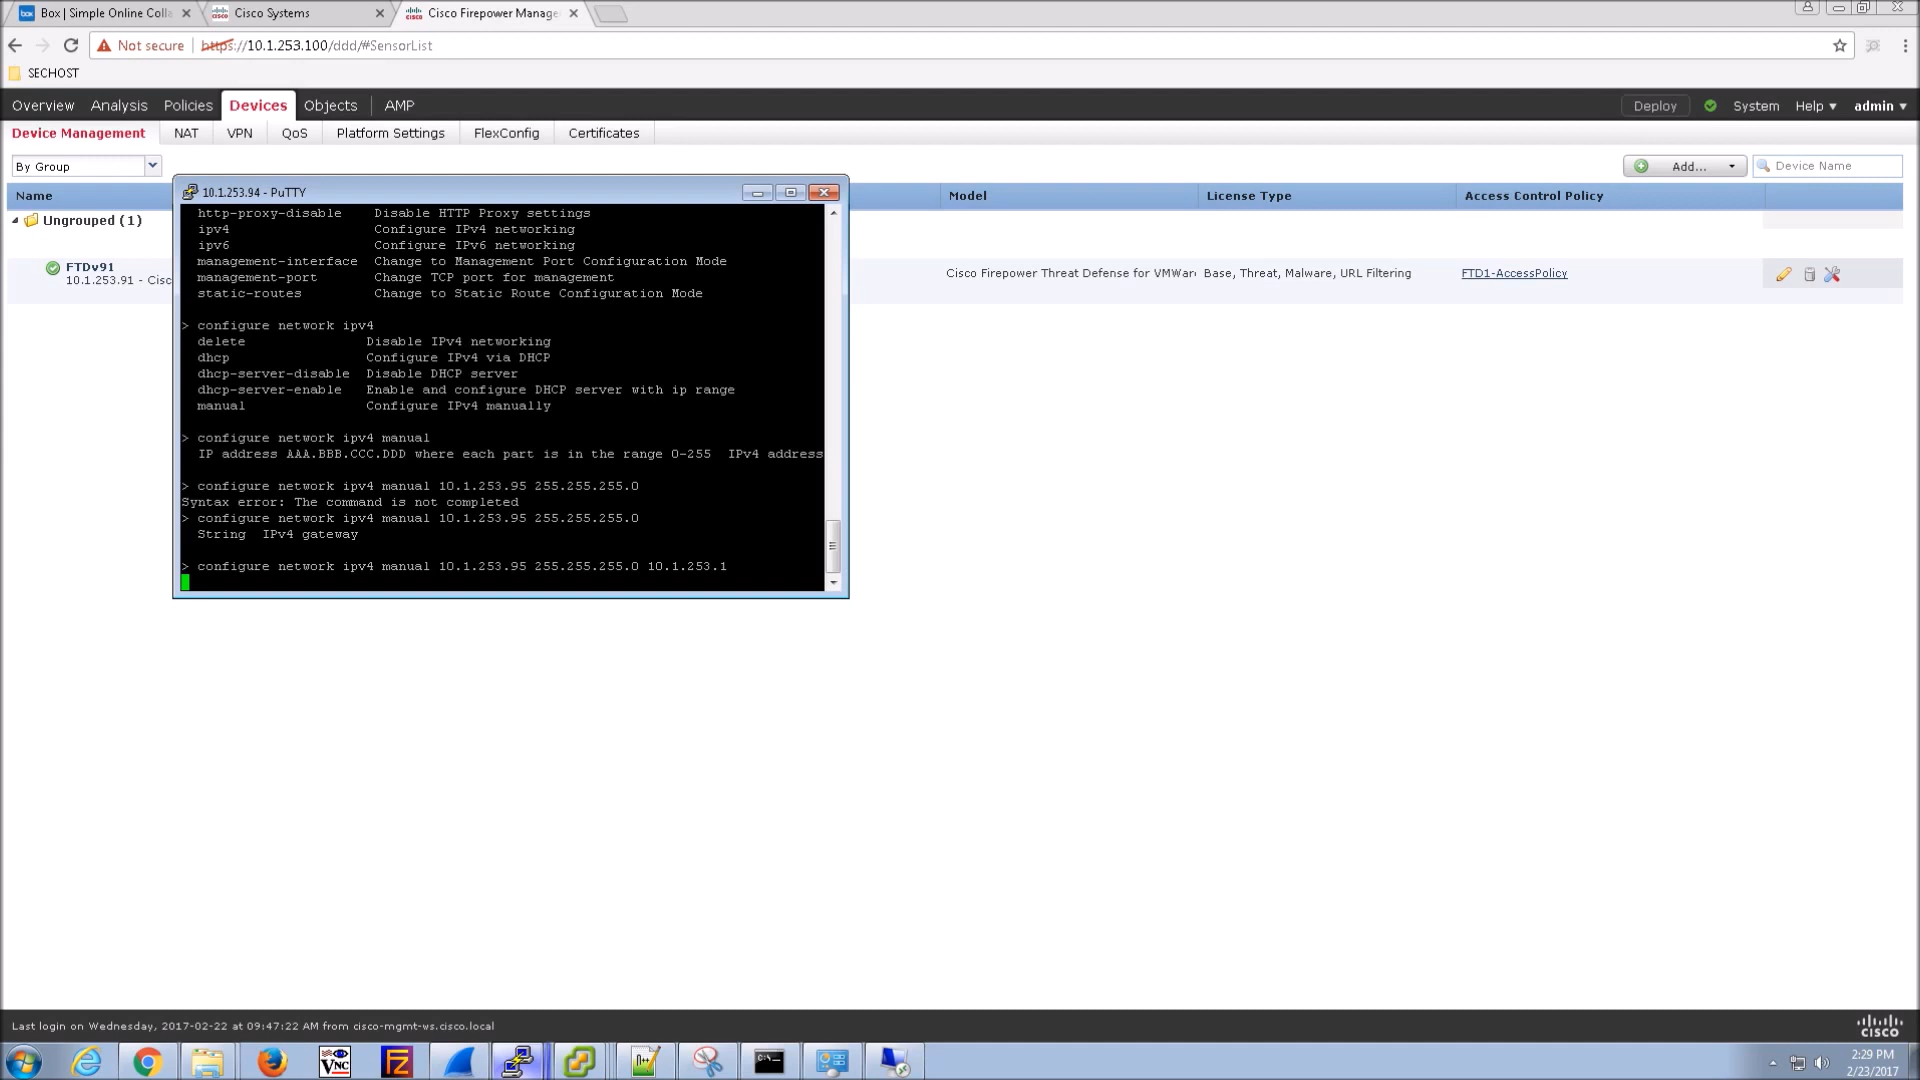 Box | Simple Online Colla
Cisco Systems
Cisco Firepower Manage
Not secure https://10.1.253.100/ddd/#SensorList
SECHOST
Overview Analysis Policies Devices Objects AMP Deploy System Help admin
Device Management NAT VPN QoS Platform Settings FlexConfig Certificates
By Group Add... Device Name
Name Model License Type Access Control Policy
Ungrouped (1)
FTDv91
10.1.253.91 - Cisc
Cisco Firepower Threat Defense for VMWar Base, Threat, Malware, URL Filtering FTD1-AccessPolicy
10.1.253.94 - PuTTY
http-proxy-disable Disable HTTP Proxy settings
ipv4 Configure IPv4 networking
ipv6 Configure IPv6 networking
management-interface Change to Management Port Configuration Mode
management-port Change TCP port for management
static-routes Change to Static Route Configuration Mode
> configure network ipv4
delete Disable IPv4 networking
dhcp Configure IPv4 via DHCP
dhcp-server-disable Disable DHCP server
dhcp-server-enable Enable and configure DHCP server with ip range
manual Configure IPv4 manually
> configure network ipv4 manual
IP address AAA.BBB.CCC.DDD where each part is in the range 0-255 IPv4 address
> configure network ipv4 manual 10.1.253.95 255.255.255.0
Syntax error: The command is not completed
> configure network ipv4 manual 10.1.253.95 255.255.255.0
String IPv4 gateway
> configure network ipv4 manual 10.1.253.95 255.255.255.0 10.1.253.1
Last login on Wednesday, 2017-02-22 at 09:47:22 AM from cisco-mgmt-ws.cisco.local
cisco
2:29 PM
2/23/2017